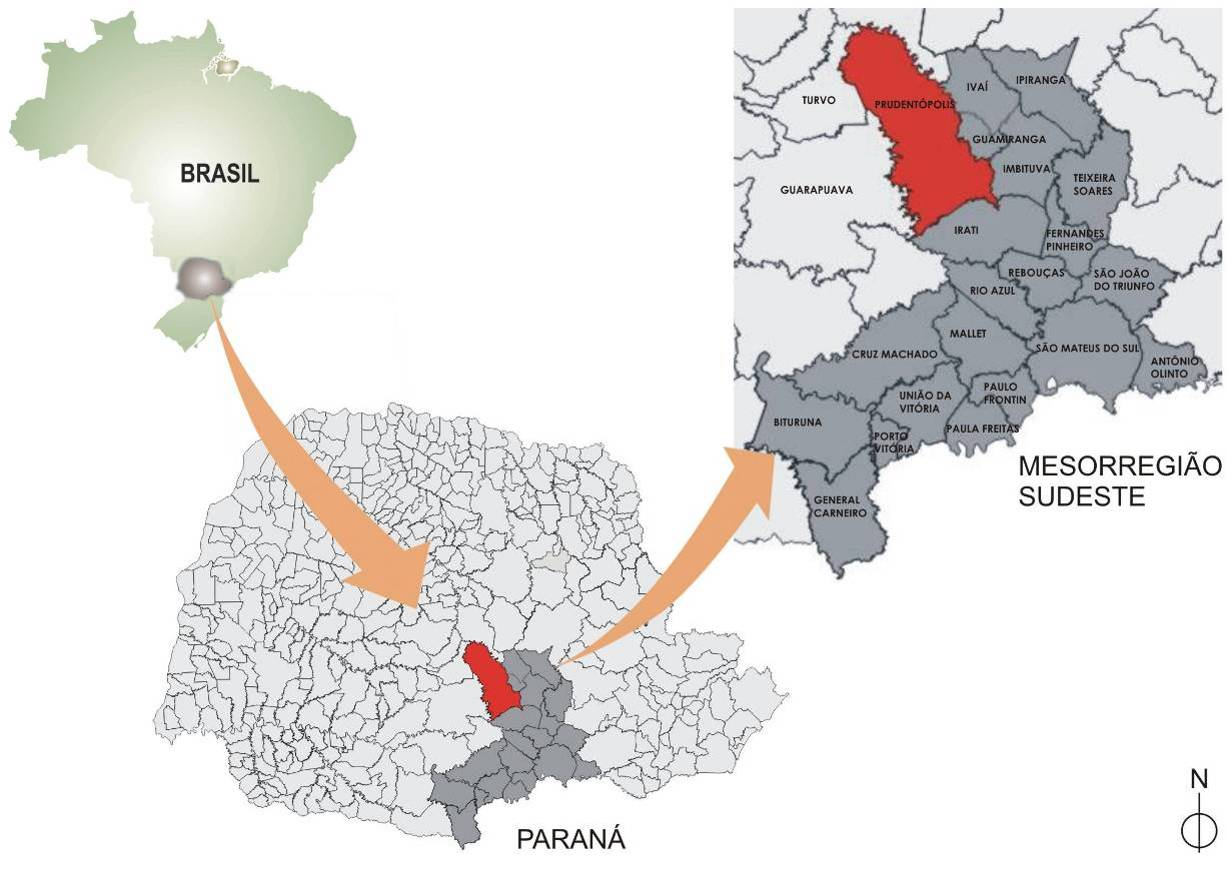 BRASIL
TURVO
PRUDENTÓPOLIS
IVAÍ
IPIRANGA
GUAMIRANGA
IMBITUVA
TEIXEIRA
SOARES
GUARAPUAVA
IRATI
FERNANDES
PINHEIRO
REBOUÇAS
RIO AZUL
SÃO JOÃO
DO TRIUNFO
MALLET
CRUZ MACHADO
SÃO MATEUS DO SUL
ANTÔNIO
OLINTO
UNIÃO DA
VITÓRIA
PAULO
FRONTIN
BITURUNA
PORTO
VITÓRIA
PAULA FREITAS
GENERAL
CARNEIRO
MESORREGIÃO
SUDESTE
PARANÁ
N